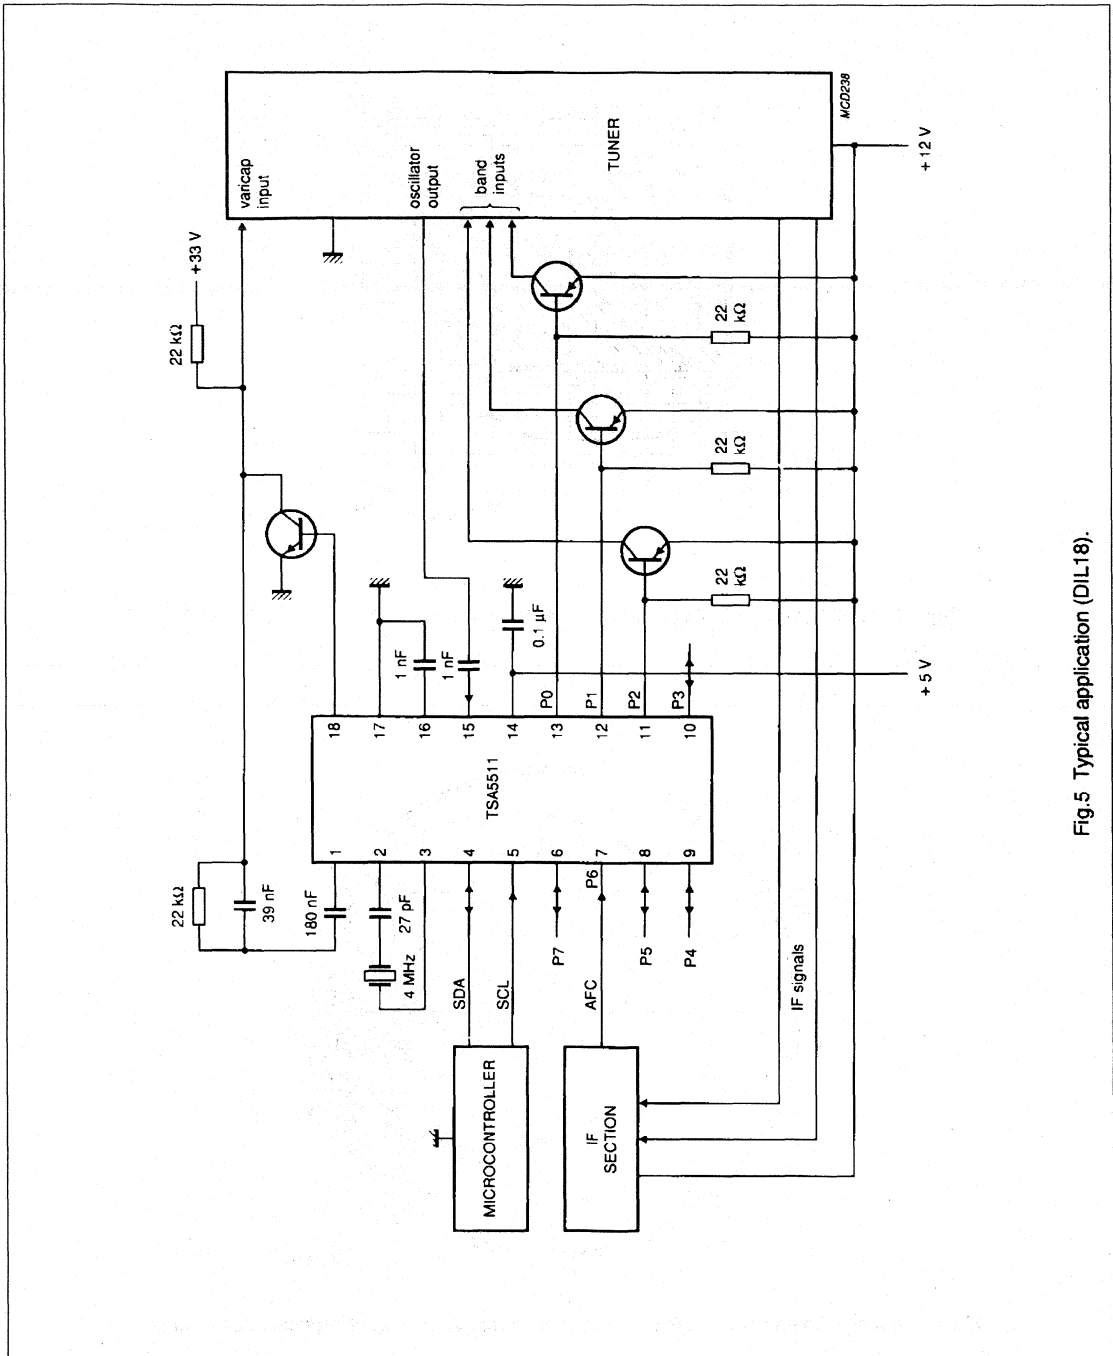 TUNER
varicap
input
oscillator
output
band
inputs
MCD238
+12 V
+33 V
22 kΩ
22
kΩ
22
kΩ
22
kΩ
1 nF
1 nF
0.1 µF
+ 5 V
18
17
16
15
14
13
12
11
10
P0
P1
P2
P3
TSA5511
1
2
3
4
5
6
7
8
9
P6
22 kΩ
39 nF
180 nF
27 pF
4 MHz
SDA
SCL
P7
AFC
P5
P4
IF signals
MICROCONTROLLER
IF
SECTION
Fig.5 Typical application (DIL18).